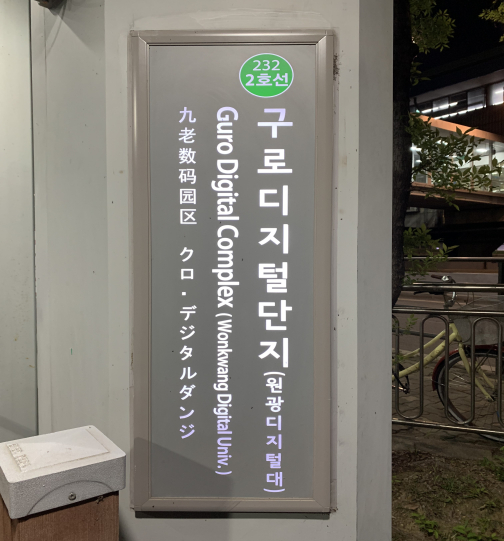 232
2호선
구로디지털단지(원광디지털대)
Guro Digital Complex (Wonkwang Digital Univ.)
九老数码园区 クロ・デジタルダンジ